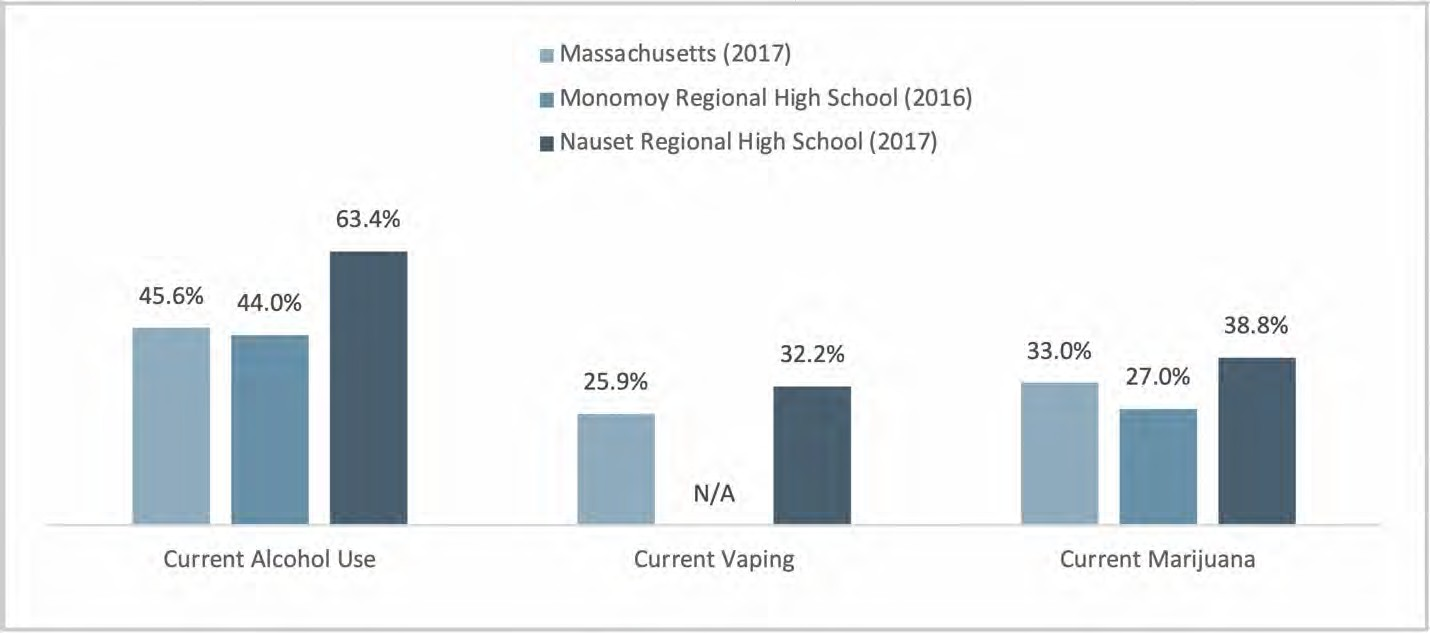 Massachusetts (2017)
Monomoy Regional High School (2016)
Nauset Regional High School (2017)
63.4%
45.6%
44.0%
38.8%
33.0%
32.2%
27.0%
25.9%
N/A
Current Alcohol Use
Current Vaping
Current Marijuana